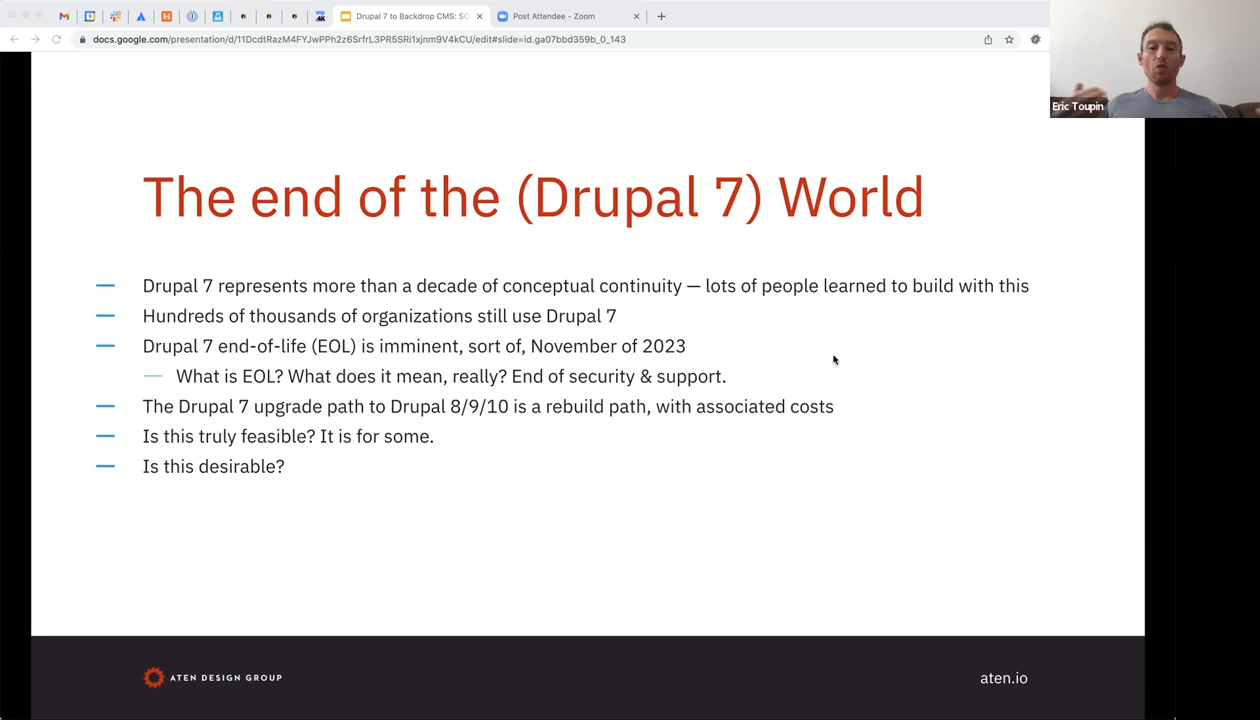 Drupal 7 to Backdrop CMS: SC
Post Attendee - Zoom
docs.google.com/presentation/d/11DcdtRazM4FYJwPPh2z6SrfrL3PR5SRi1xjnm9V4kCU/edit#slide=id.ga07bbd359b_0_143
Eric Toupin
The end of the (Drupal 7) World
Drupal 7 represents more than a decade of conceptual continuity — lots of people learned to build with this
Hundreds of thousands of organizations still use Drupal 7
Drupal 7 end-of-life (EOL) is imminent, sort of, November of 2023
What is EOL? What does it mean, really? End of security & support.
The Drupal 7 upgrade path to Drupal 8/9/10 is a rebuild path, with associated costs
Is this truly feasible? It is for some.
Is this desirable?
ATEN DESIGN GROUP
aten.io